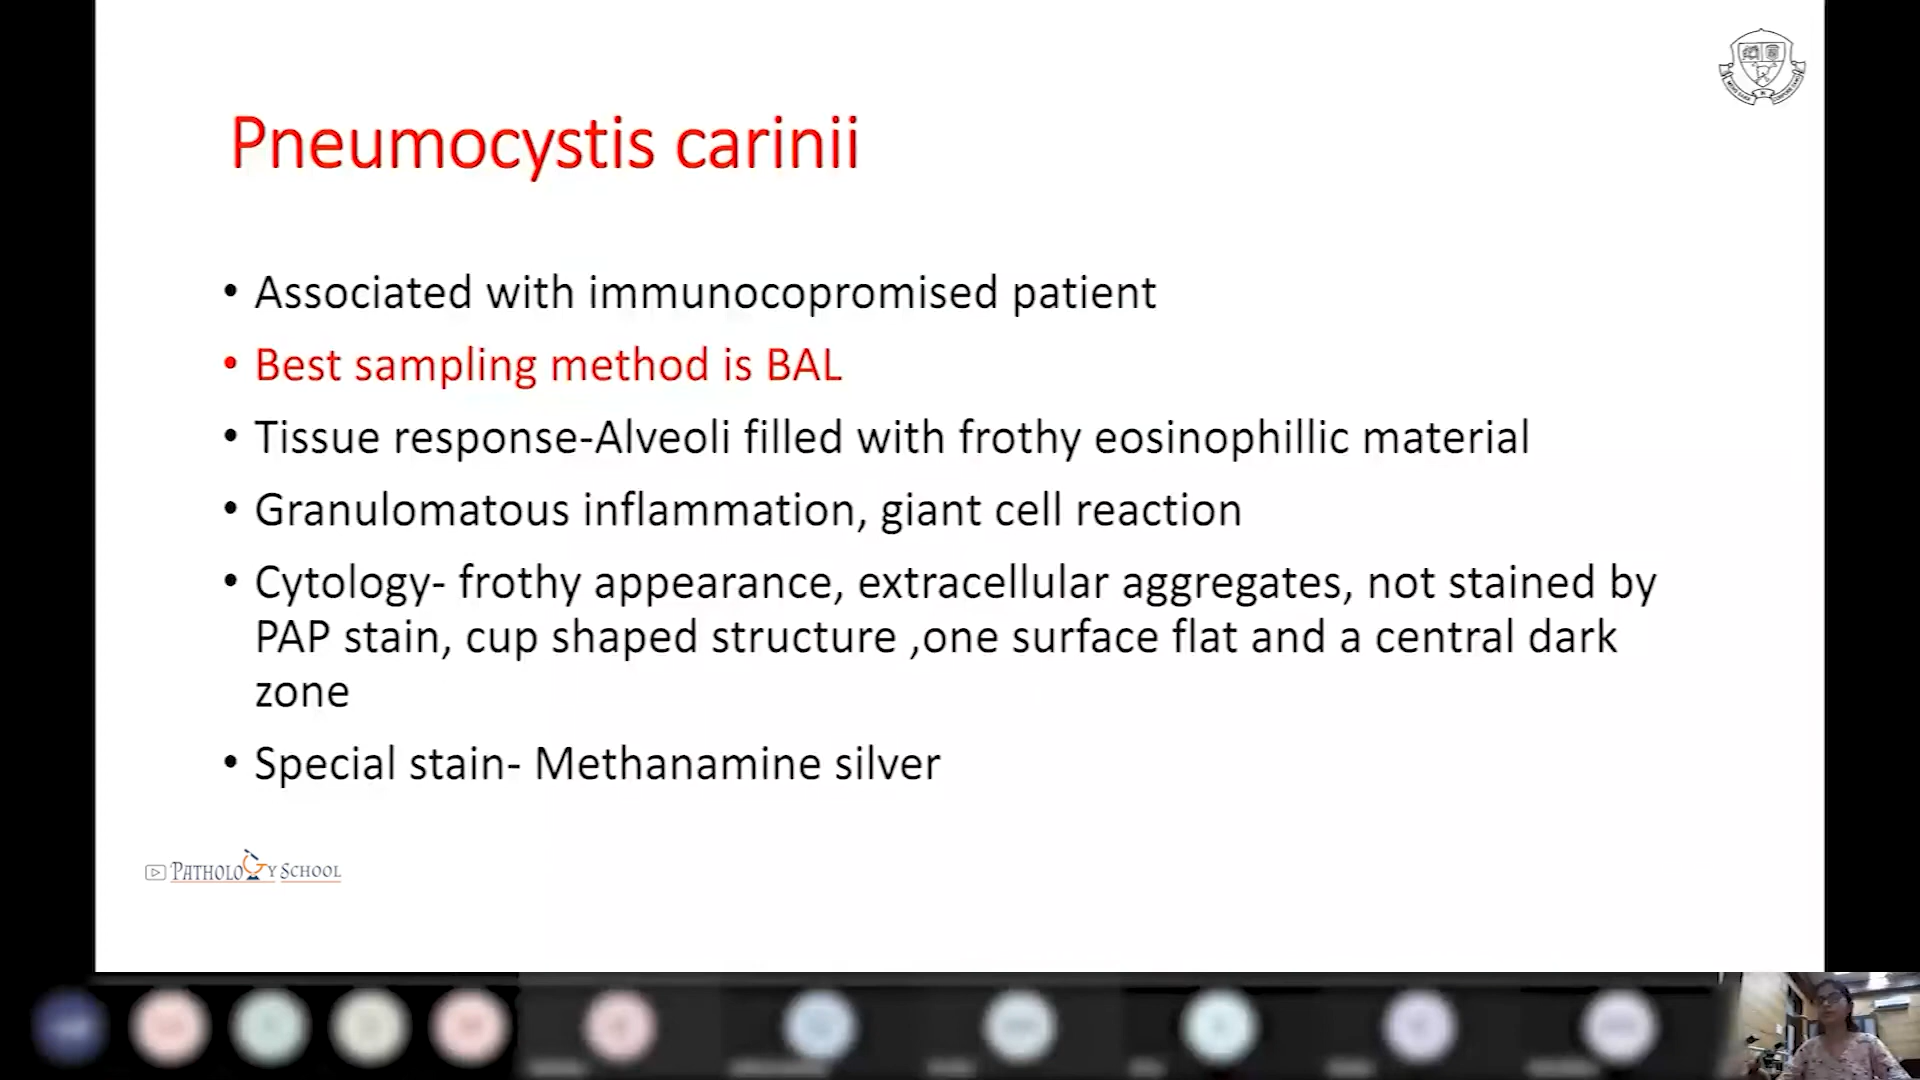 Pneumocystis carinii
• Associated with immunocopromised patient
• Best sampling method is BAL
• Tissue response-Alveoli filled with frothy eosinophillic material
• Granulomatous inflammation, giant cell reaction
• Cytology- frothy appearance, extracellular aggregates, not stained by
PAP stain, cup shaped structure ,one surface flat and a central dark
zone
• Special stain- Methanamine silver
PATHOLOGY SCHOOL